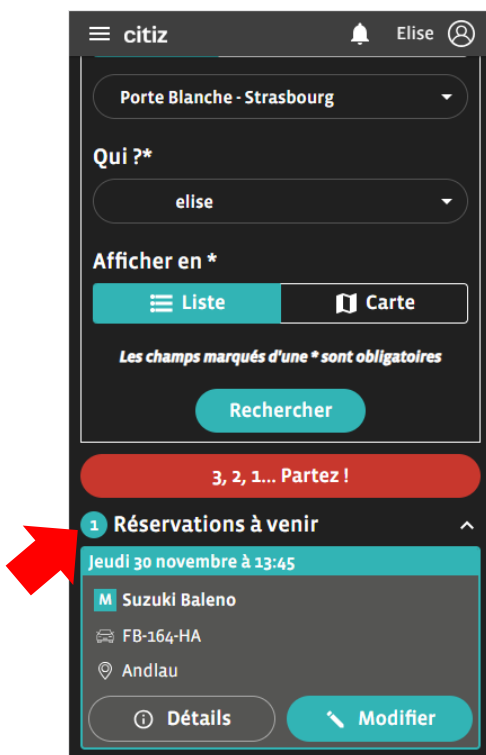 citiz Elise
Porte Blanche - Strasbourg
Qui ?*
elise
Afficher en *
Liste Carte
Les champs marqués d'une * sont obligatoires
Rechercher
3, 2, 1... Partez !
1 Réservations à venir
Jeudi 30 novembre à 13:45
M Suzuki Baleno
FB-164-HA
Andlau
Détails Modifier